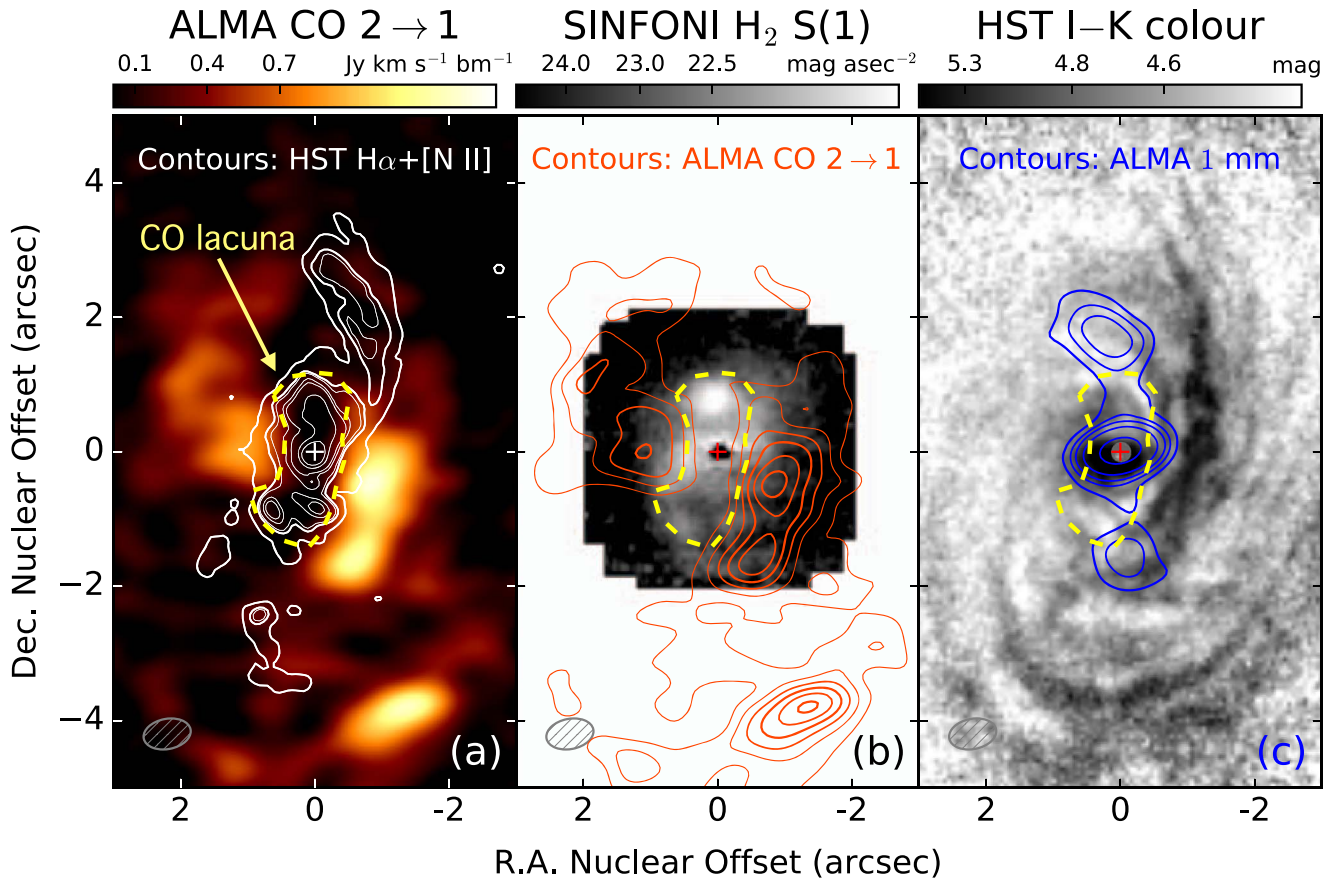 ALMA CO 2→1
SINFONI H₂ S(1)
HST I−K colour
0.1 0.4 0.7 Jy km s⁻¹ bm⁻¹
24.0 23.0 22.5 mag asec⁻²
5.3 4.8 4.6 mag
Contours: HST Hα+[N II]
Contours: ALMA CO 2→1
Contours: ALMA 1 mm
CO lacuna
4
2
0
−2
−4
Dec. Nuclear Offset (arcsec)
(a)
(b)
(c)
2 0 -2
2 0 -2
2 0 -2
R.A. Nuclear Offset (arcsec)